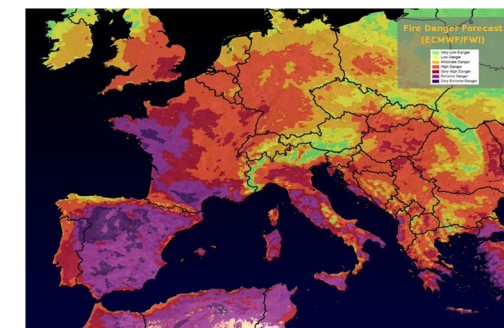 Fire Danger Forecast
(ECMWF/FWI)
Very Low Danger
Low Danger
Moderate Danger
High Danger
Very High Danger
Extreme Danger
Very Extreme Danger